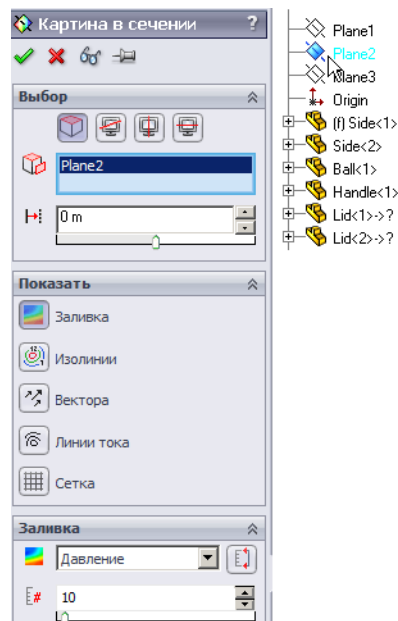 Картина в сечении ?
Выбор
Plane2
0 m
Показать
Заливка
Изолинии
Вектора
Линии тока
Сетка
Заливка
Давление
# 10
Plane1
Plane2
Plane3
Origin
(f) Side<1>
Side<2>
Ball<1>
Handle<1>
Lid<1>->?
Lid<2>->?